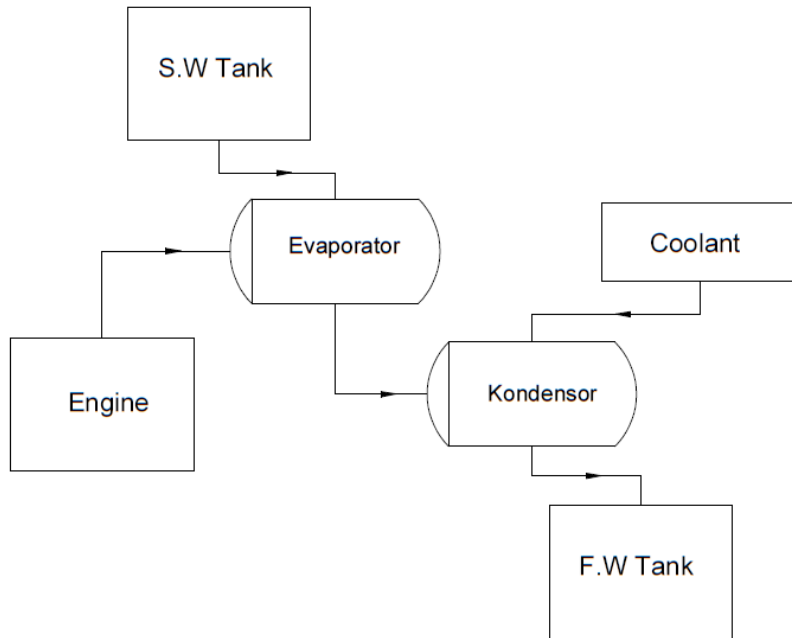 S.W Tank
Evaporator
Coolant
Engine
Kondensor
F.W Tank